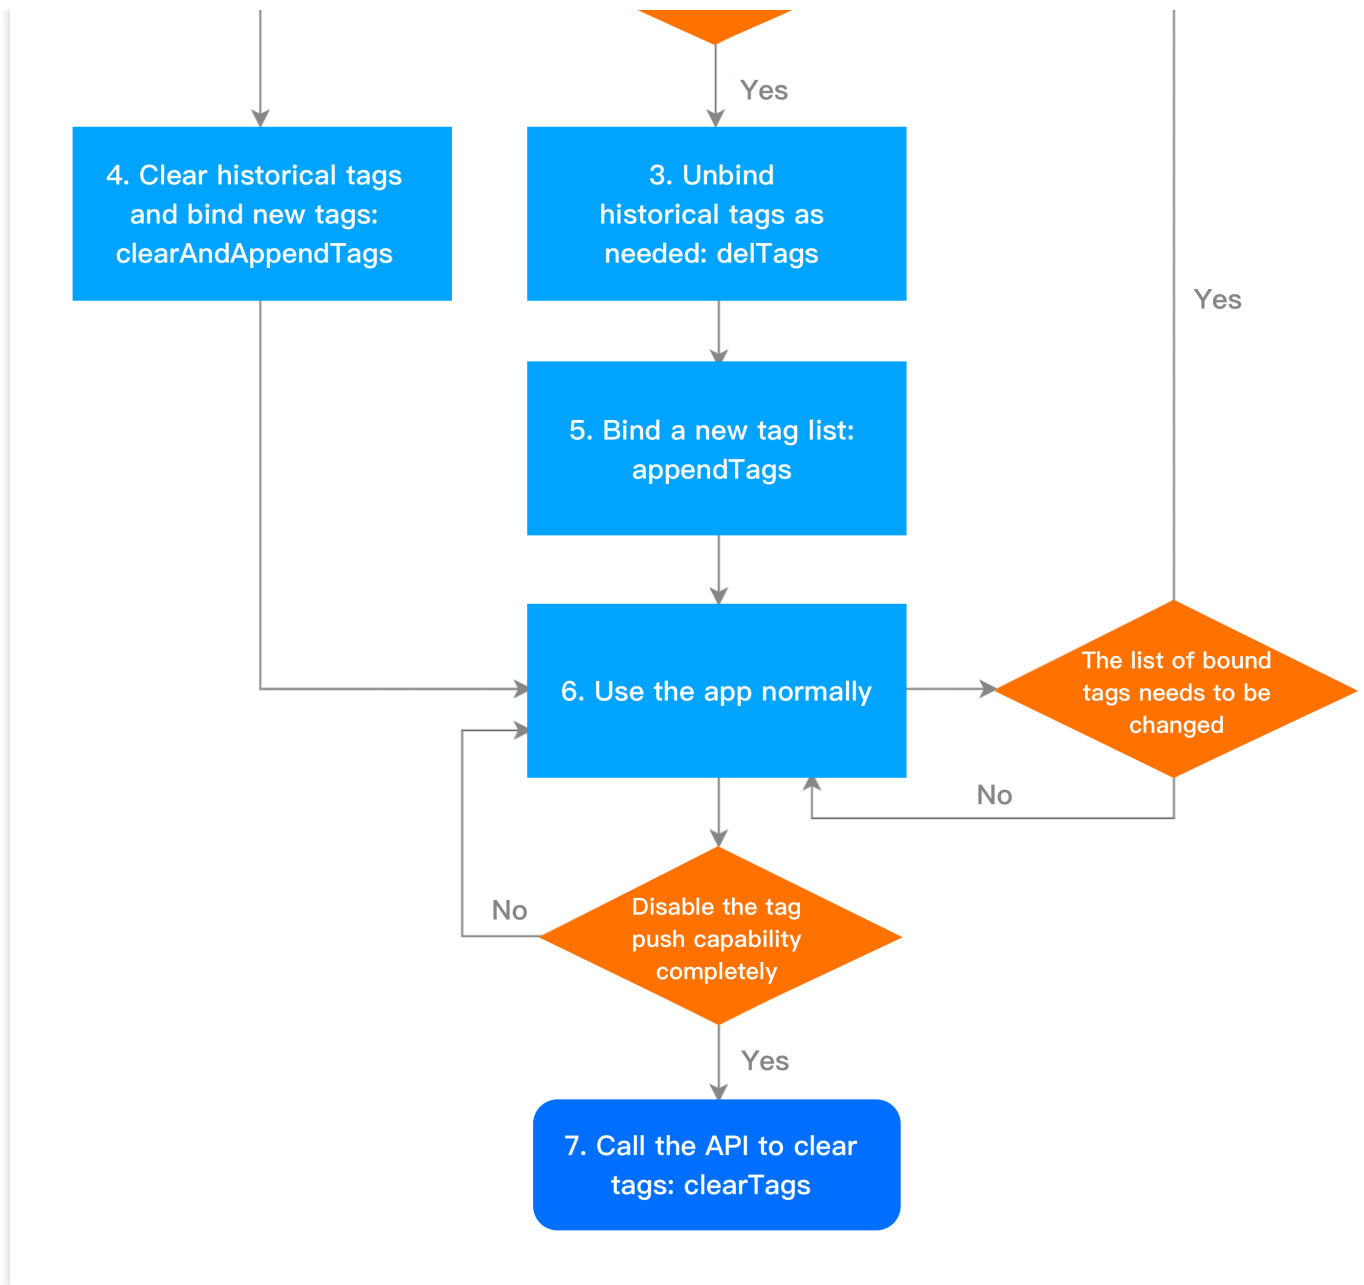 Yes
4. Clear historical tags
and bind new tags:
clearAndAppendTags
3. Unbind
historical tags as
needed: delTags
Yes
5. Bind a new tag list:
appendTags
6. Use the app normally
The list of bound
tags needs to be
changed
No
No
Disable the tag
push capability
completely
Yes
7. Call the API to clear
tags: clearTags